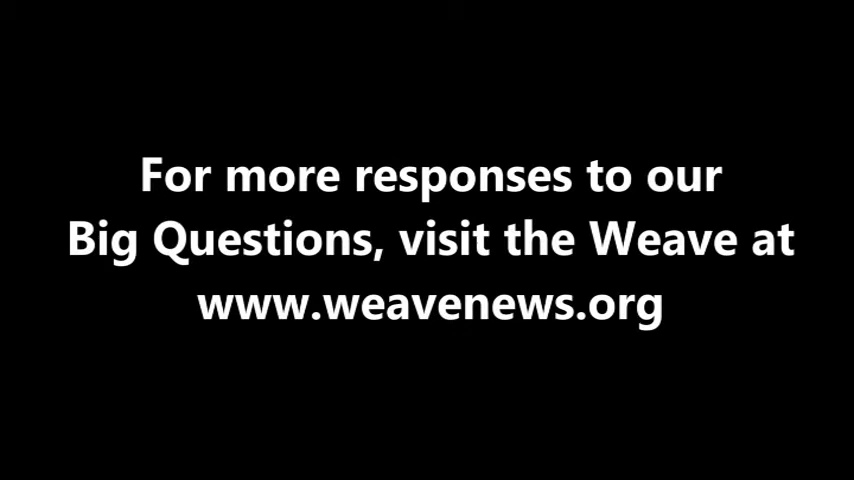 For more responses to our
Big Questions, visit the Weave at
www.weavenews.org